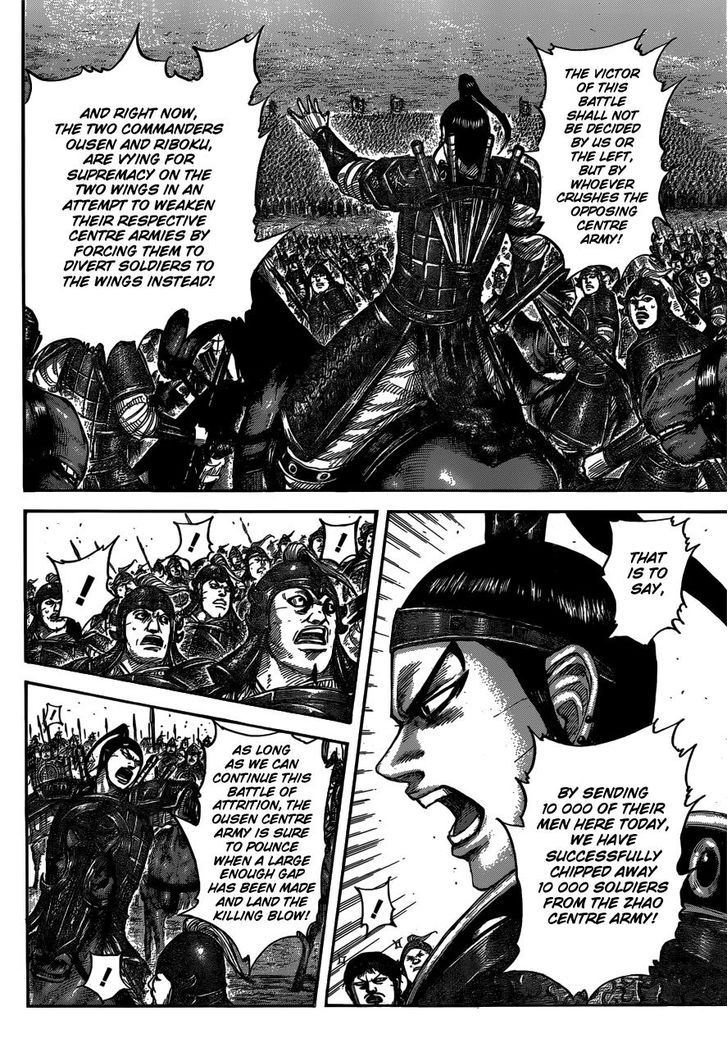 THE VICTOR
OF THIS
BATTLE
SHALL NOT
BE DECIDED
BY US OR
THE LEFT,
BUT BY
WHOEVER
CRUSHES THE
OPPOSING
CENTRE
ARMY!
AND RIGHT NOW,
THE TWO COMMANDERS
OUSEN AND RIBOKU,
ARE VYING FOR
SUPREMACY ON THE
TWO WINGS IN AN
ATTEMPT TO WEAKEN
THEIR RESPECTIVE
CENTRE ARMIES BY
FORCING THEM TO
DIVERT SOLDIERS TO
THE WINGS INSTEAD!
THAT
IS TO
SAY,
BY SENDING
10 000 OF THEIR
MEN HERE TODAY,
WE HAVE
SUCCESSFULLY
CHIPPED AWAY
10 000 SOLDIERS
FROM THE ZHAO
CENTRE ARMY!
!
!
!
!
!
AS LONG
AS WE CAN
CONTINUE THIS
BATTLE OF
ATTRITION, THE
OUSEN CENTRE
ARMY IS SURE
TO POUNCE
WHEN A LARGE
ENOUGH GAP
HAS BEEN MADE
AND LAND THE
KILLING BLOW!